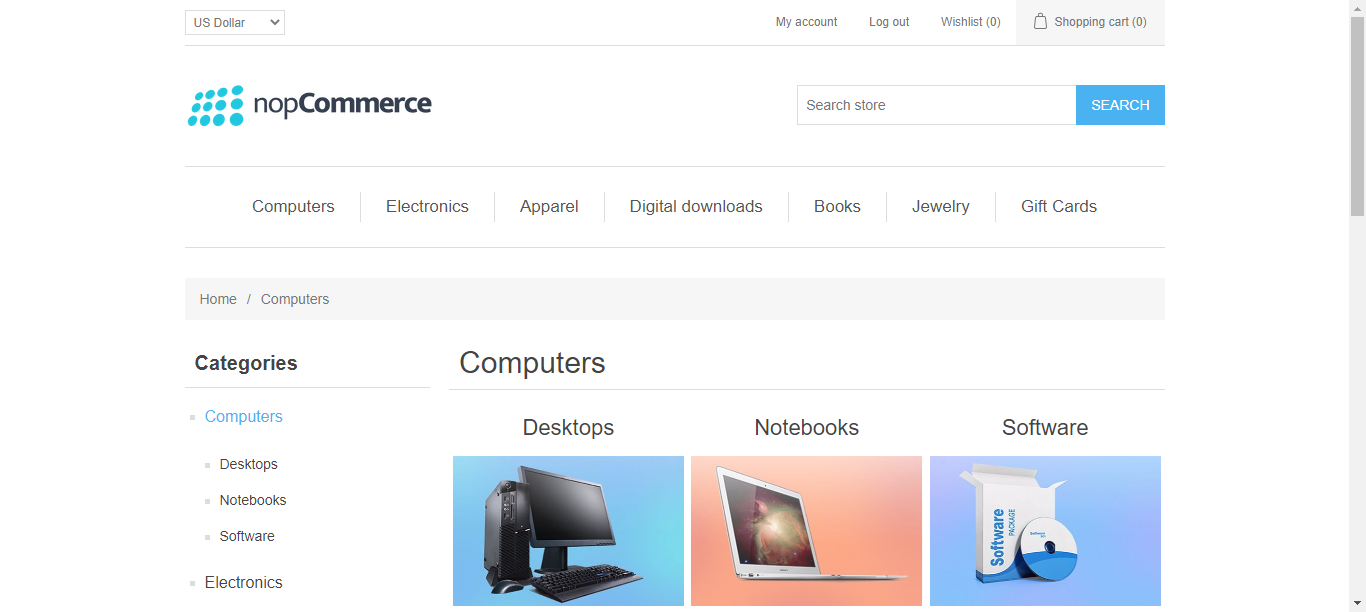 US Dollar My account Log out Wishlist (0) Shopping cart (0)
nopCommerce Search store SEARCH
Computers Electronics Apparel Digital downloads Books Jewelry Gift Cards
Home / Computers
Categories
Computers
Desktops
Notebooks
Software
Electronics
Computers
Desktops Notebooks Software
Software
PACKAGE